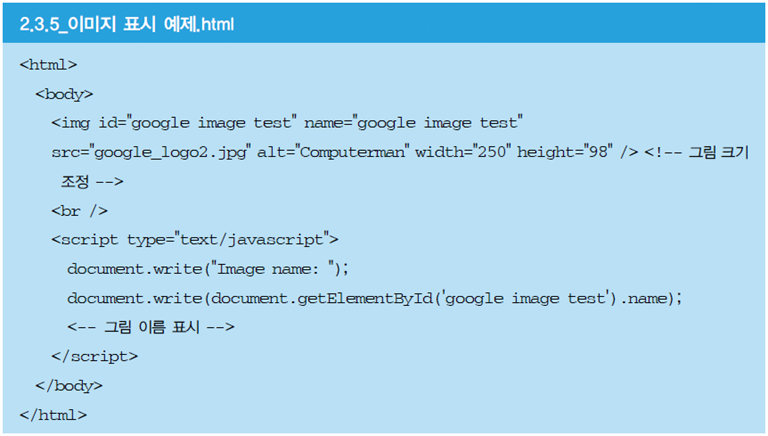 2.3.5_이미지 표시 예제.html
<html>
<body>
<img id="google image test" name="google image test"
src="google_logo2.jpg" alt="Computerman" width="250" height="98" /> <!-- 그림 크기
조정 -->
<br />
<script type="text/javascript">
document.write("Image name: ");
document.write(document.getElementById('google image test').name);
<-- 그림 이름 표시 -->
</script>
</body>
</html>